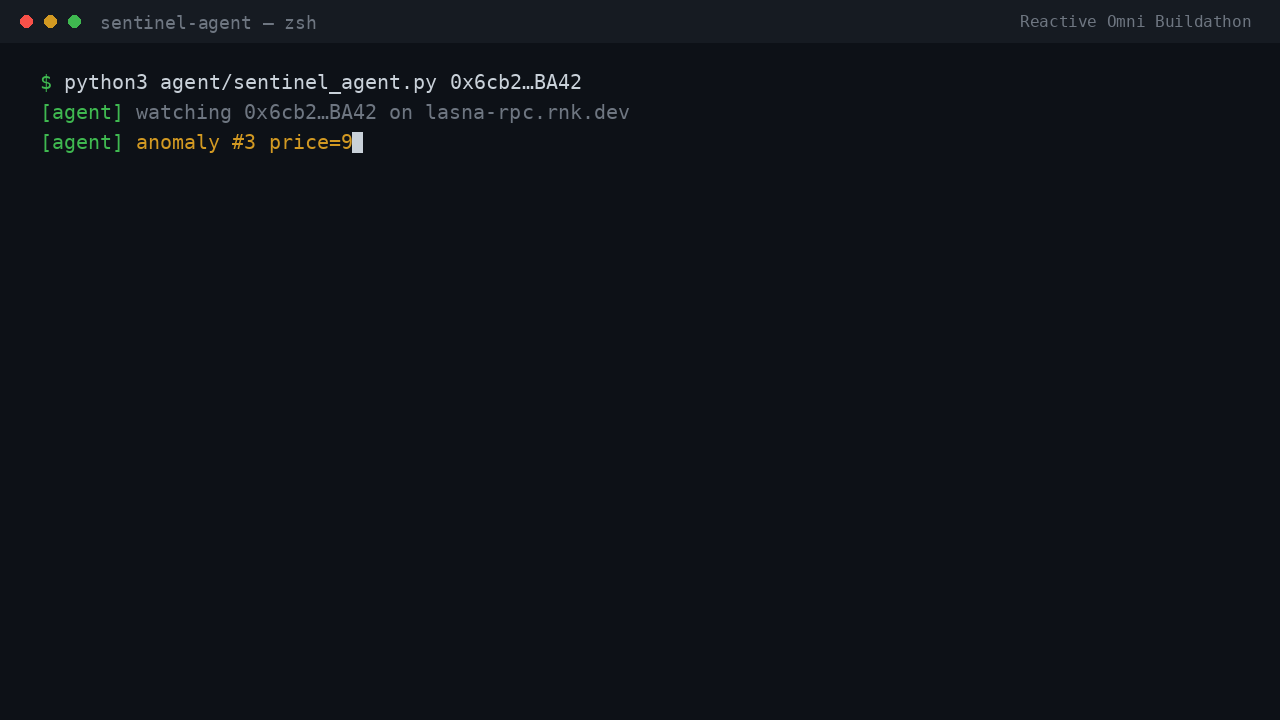 sentinel-agent — zsh
Reactive Omni Buildathon
$ python3 agent/sentinel_agent.py 0x6cb2…BA42
[agent] watching 0x6cb2…BA42 on lasna-rpc.rnk.dev
[agent] anomaly #3 price=9